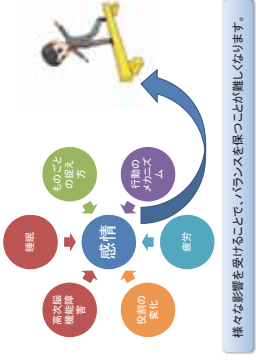 睡眠
ものごと
の捉え
方
行動の
メカニズ
ム
疲労
役割の
変化
高次脳
機能障
害
感情
様々な影響を受けることで、バランスを保つことが難しくなります。